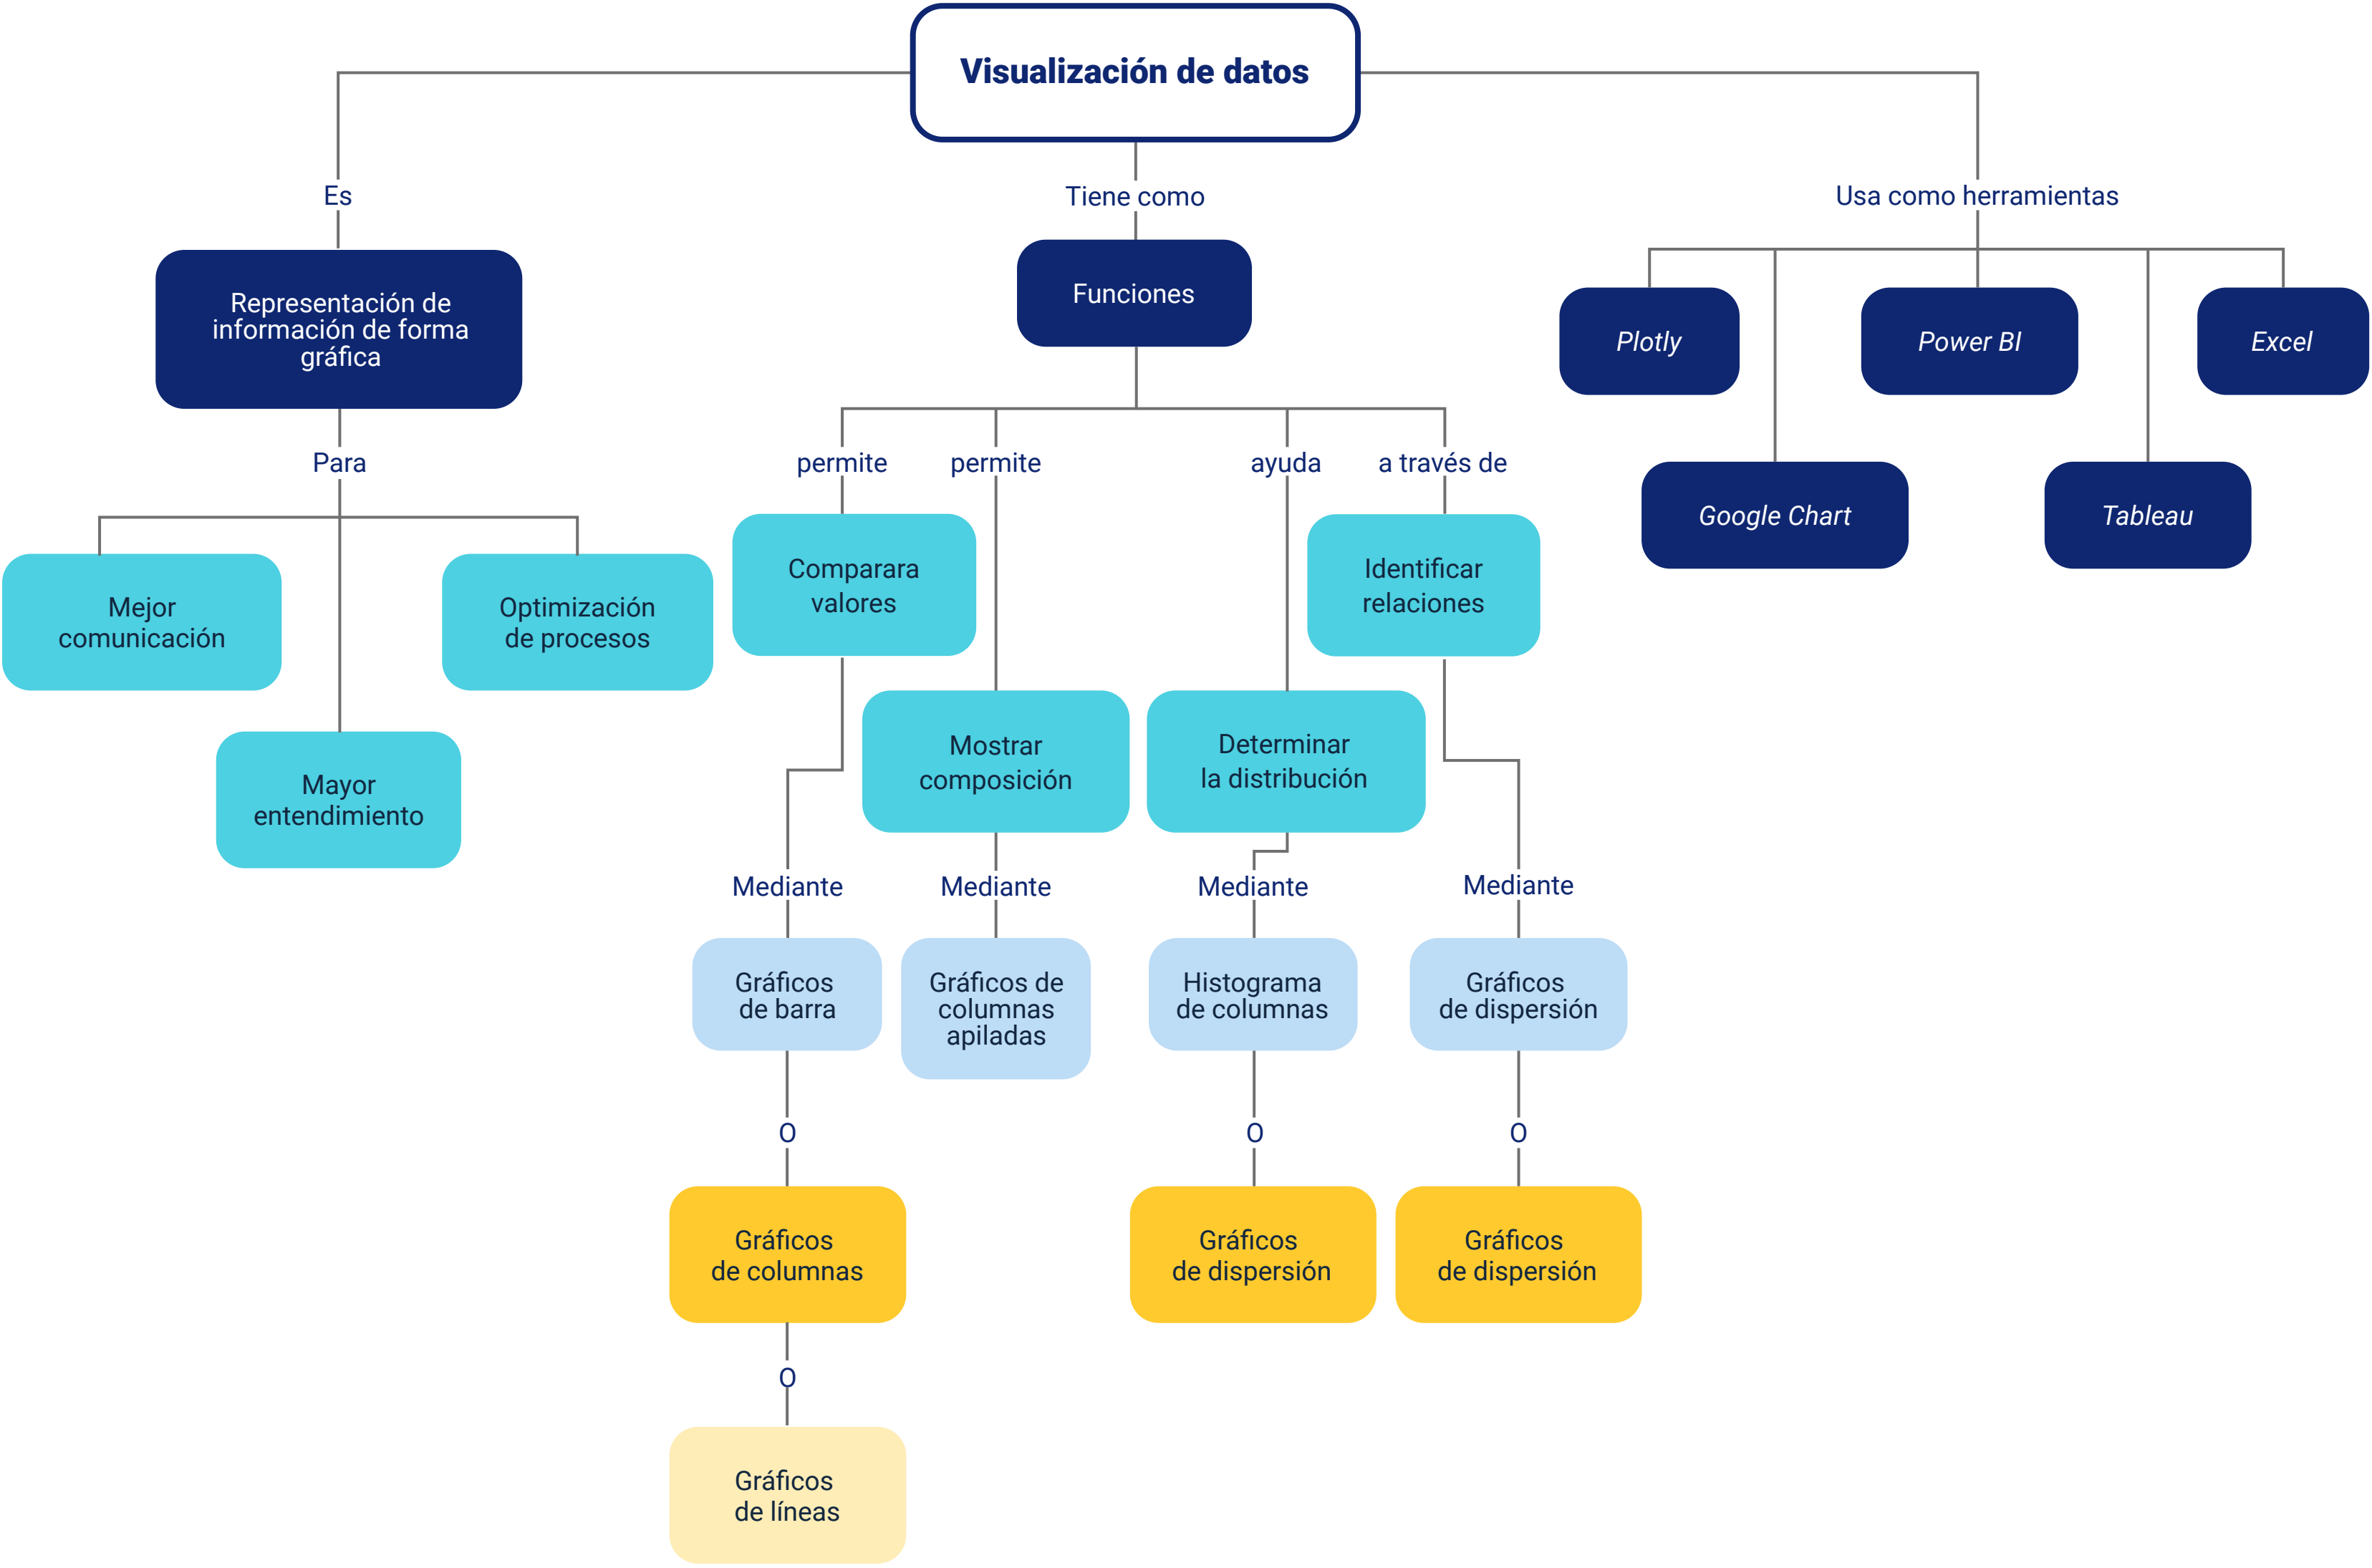 Visualización de datos
Es
Tiene como
Usa como herramientas
Representación de
información de forma
gráfica
Funciones
Plotly
Power BI
Excel
Para
permite
permite
ayuda
a través de
Google Chart
Tableau
Mejor
comunicación
Optimización
de procesos
Comparara
valores
Identificar
relaciones
Mayor
entendimiento
Mostrar
composición
Determinar
la distribución
Mediante
Mediante
Mediante
Mediante
Gráficos
de barra
Gráficos de
columnas
apiladas
Histograma
de columnas
Gráficos
de dispersión
O
O
O
Gráficos
de columnas
Gráficos
de dispersión
Gráficos
de dispersión
O
Gráficos
de líneas